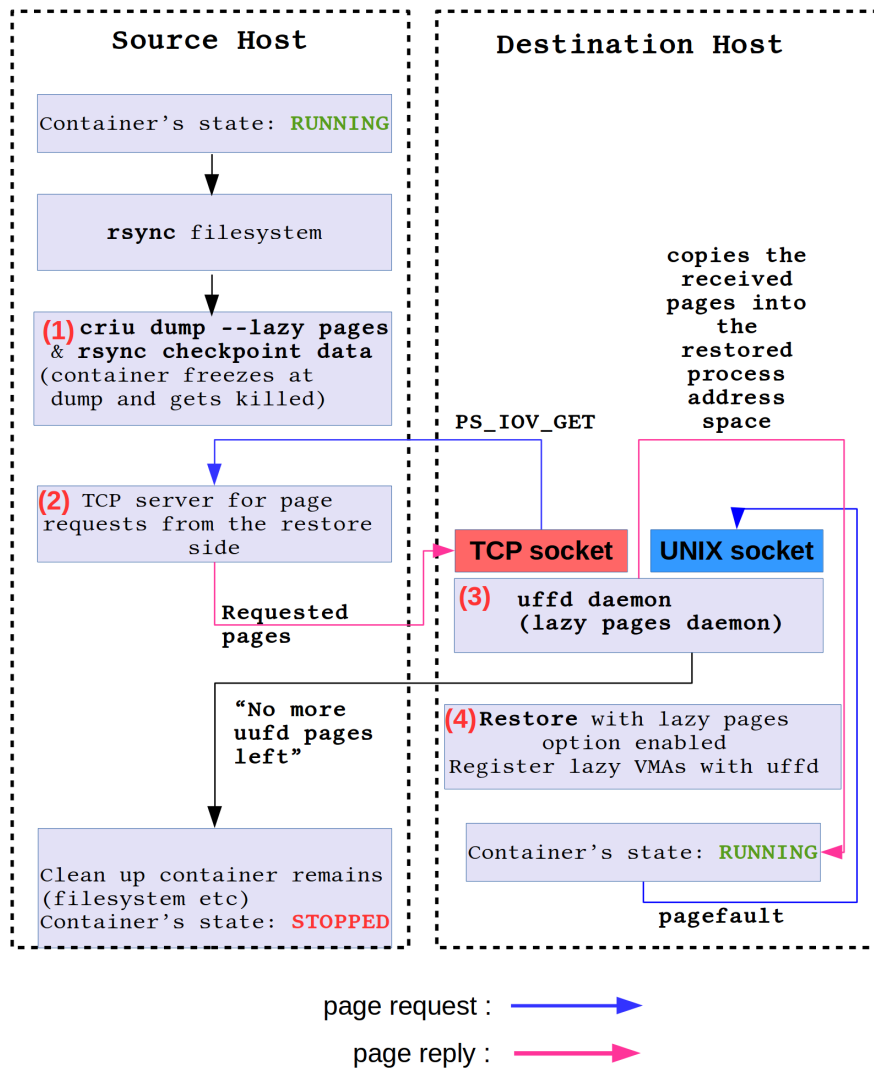 Source Host
Container's state: RUNNING
rsync filesystem
(1) criu dump --lazy pages
& rsync checkpoint data
(container freezes at
dump and gets killed)
(2) TCP server for page
requests from the restore
side
Requested
pages
“No more
uufd pages
left”
Clean up container remains
(filesystem etc)
Container's state: STOPPED
Destination Host
copies the
received
pages into
the
restored
process
address
space
PS_IOV_GET
TCP socket
UNIX socket
(3) uffd daemon
(lazy pages daemon)
(4) Restore with lazy pages
option enabled
Register lazy VMAs with uffd
Container's state: RUNNING
pagefault
page request :
page reply :